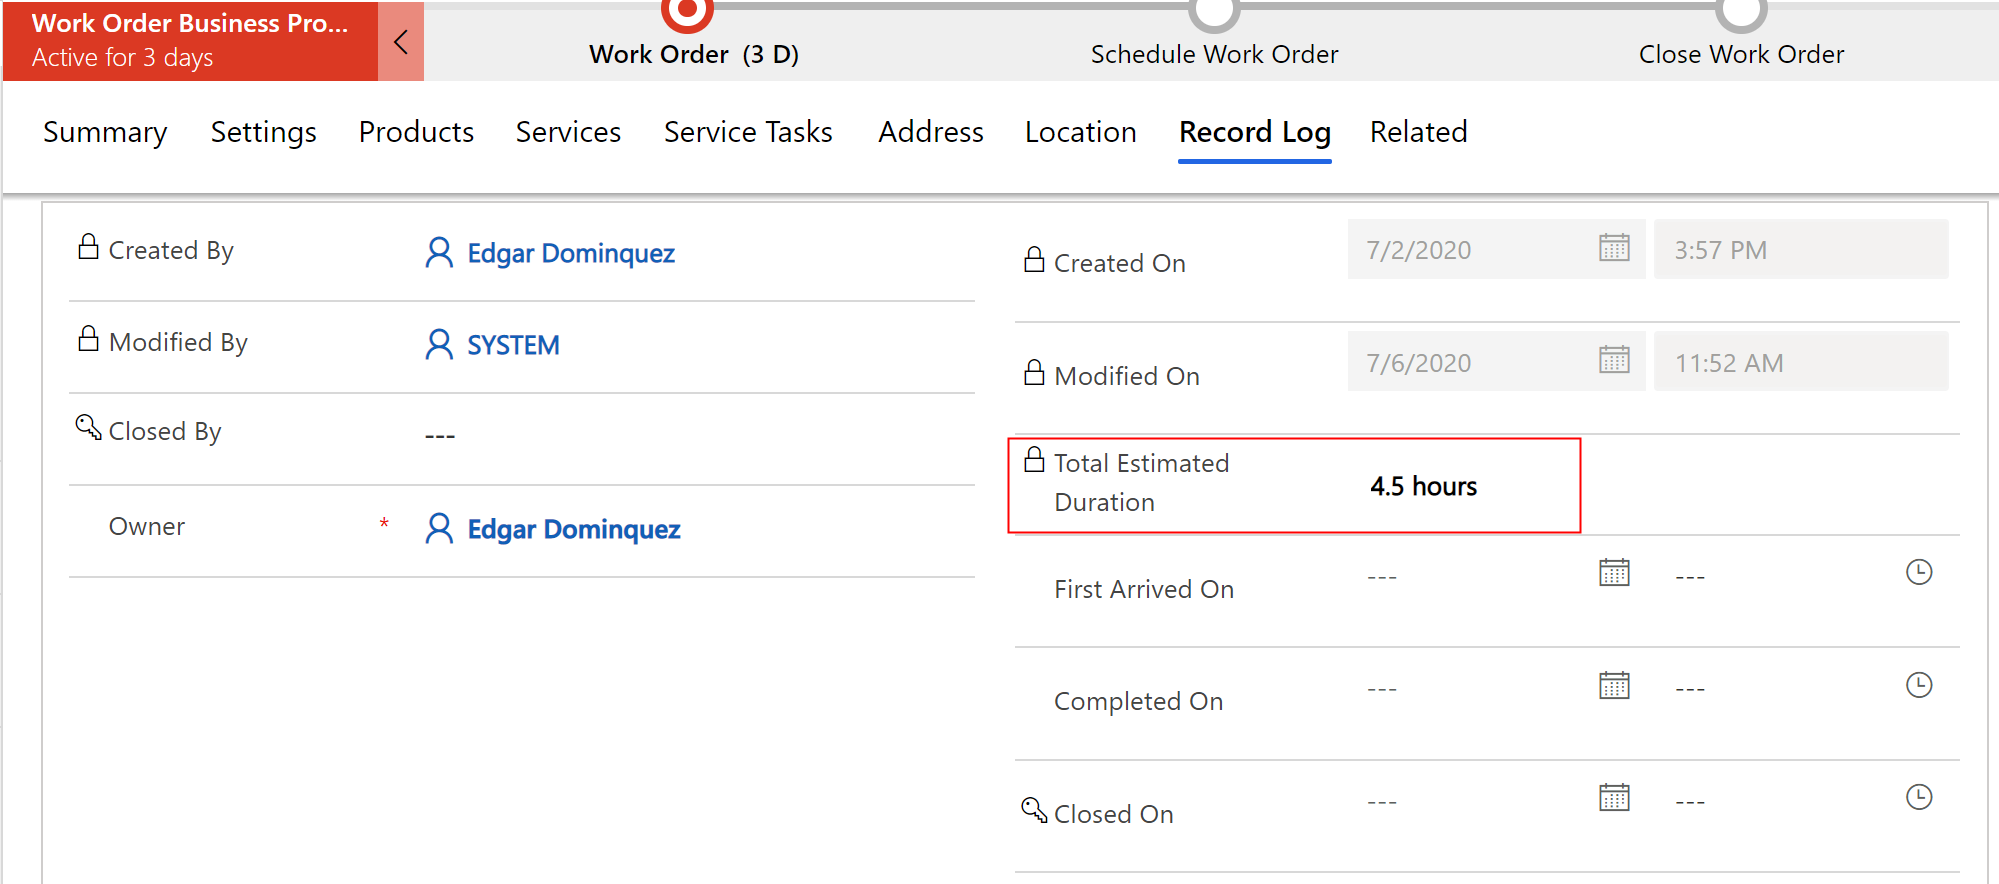 Work Order Business Pro...
Active for 3 days
Work Order (3 D)
Schedule Work Order
Close Work Order
Summary
Settings
Products
Services
Service Tasks
Address
Location
Record Log
Related
Created By
Edgar Dominquez
Modified By
SYSTEM
Closed By
---
Owner
*
Edgar Dominquez
Created On
7/2/2020
3:57 PM
Modified On
7/6/2020
11:52 AM
Total Estimated
Duration
4.5 hours
First Arrived On
---
---
Completed On
---
---
Closed On
---
---